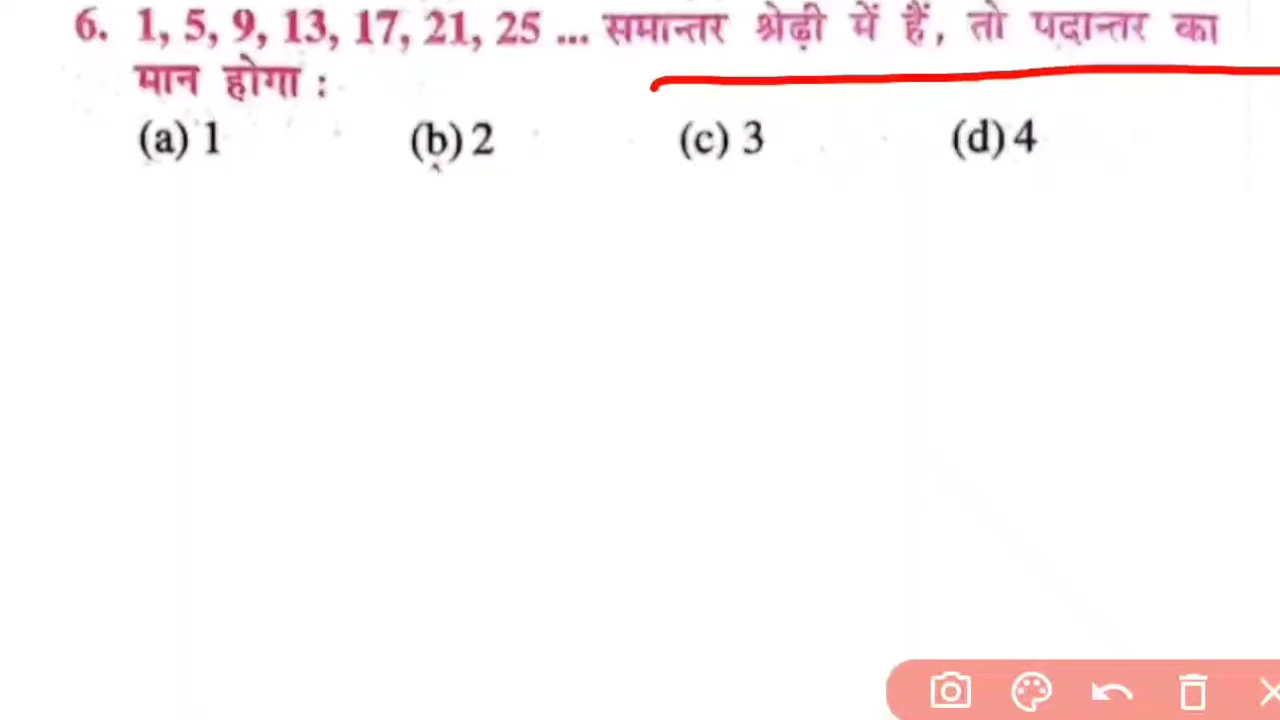 6. 1, 5, 9, 13, 17, 21, 25 ... समान्तर श्रेढ़ी में हैं, तो पदान्तर का
मान होगा :
(a) 1 (b) 2 (c) 3 (d) 4